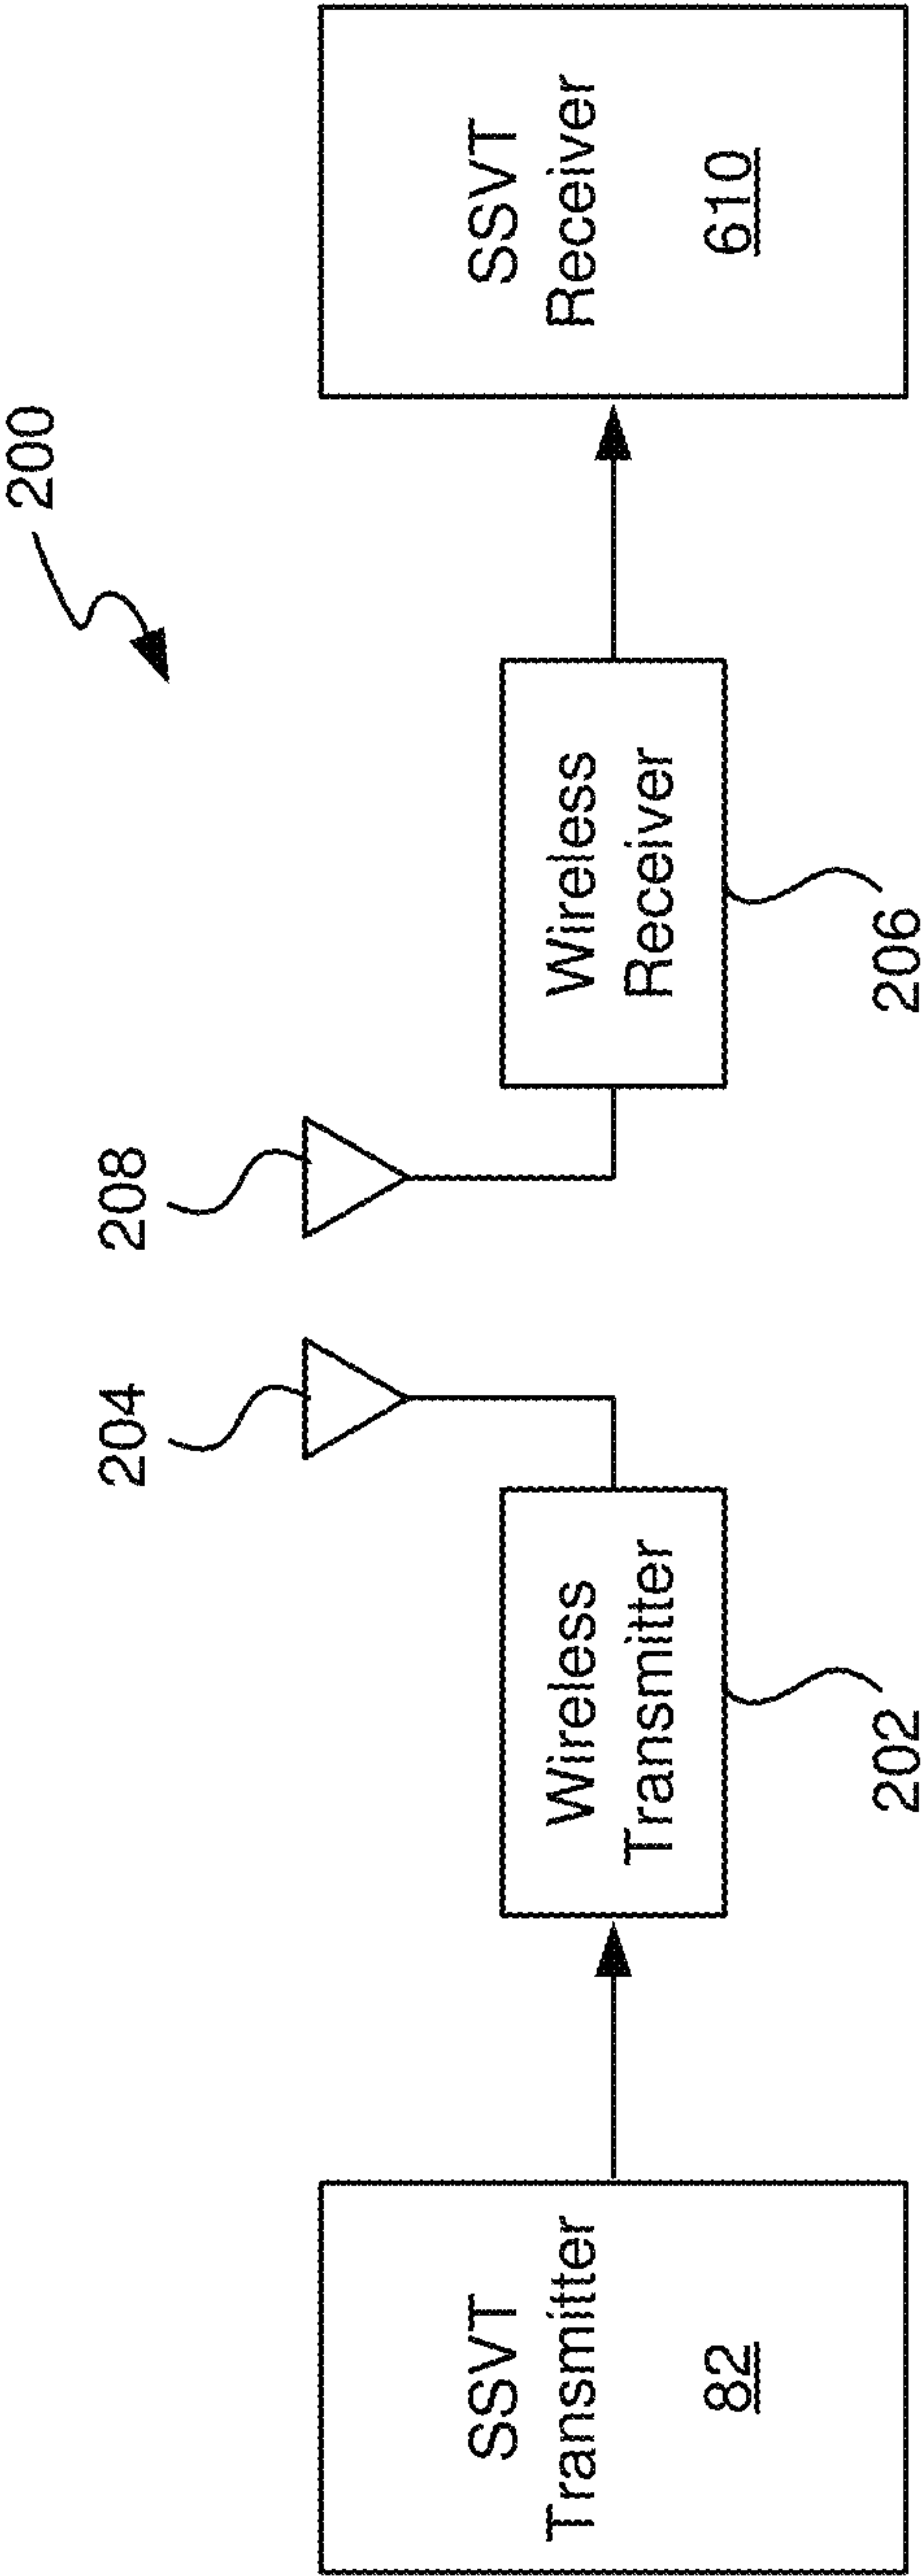 200
204
208
SSVT
Transmitter
82
Wireless
Transmitter
202
Wireless
Receiver
206
SSVT
Receiver
610